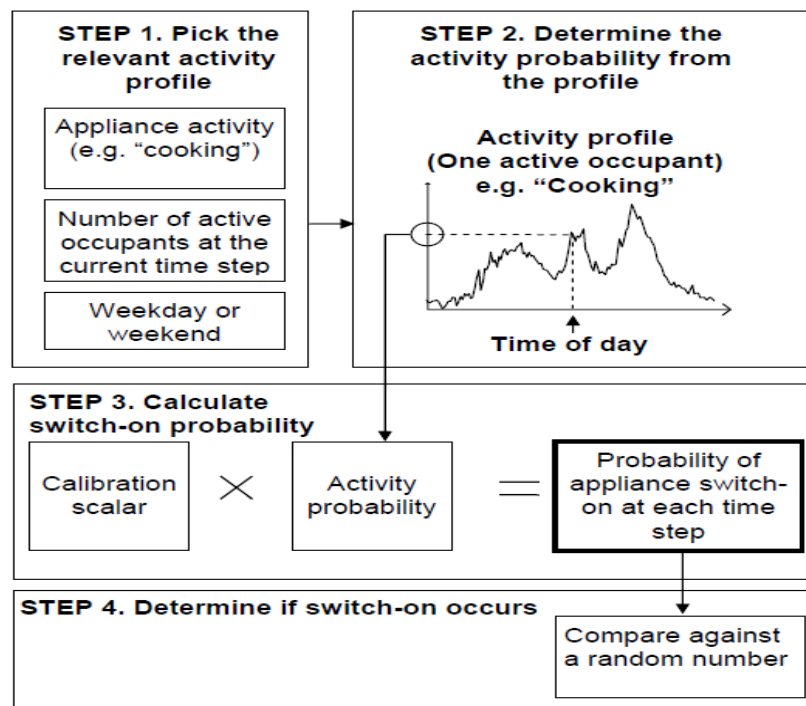 STEP 1. Pick the
relevant activity
profile
Appliance activity
(e.g. “cooking”)
Number of active
occupants at the
current time step
Weekday or
weekend
STEP 2. Determine the
activity probability from
the profile
Activity profile
(One active occupant)
e.g. “Cooking”
Time of day
STEP 3. Calculate
switch-on probability
Calibration
scalar
×
Activity
probability
=
Probability of
appliance switch-
on at each time
step
STEP 4. Determine if switch-on occurs
Compare against
a random number